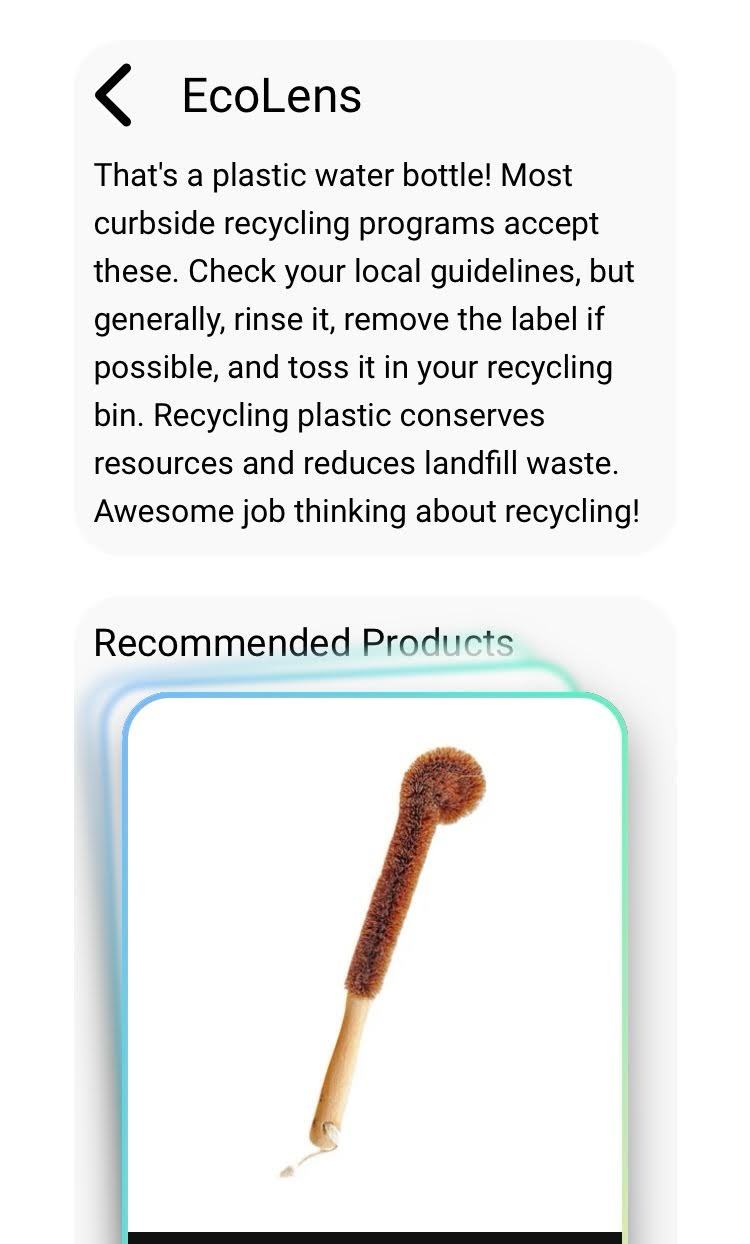 EcoLens
That's a plastic water bottle! Most
curbside recycling programs accept
these. Check your local guidelines, but
generally, rinse it, remove the label if
possible, and toss it in your recycling
bin. Recycling plastic conserves
resources and reduces landfill waste.
Awesome job thinking about recycling!
Recommended Products